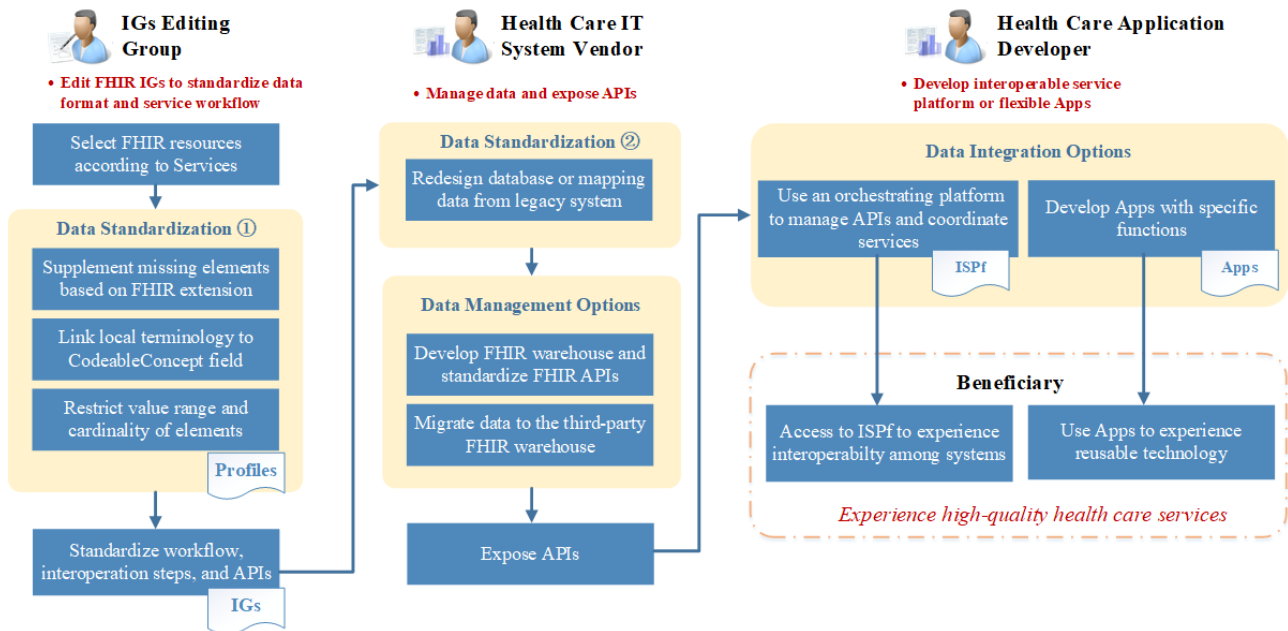 IGs Editing
Group
• Edit FHIR IGs to standardize data
format and service workflow
Select FHIR resources
according to Services
Data Standardization ①
Supplement missing elements
based on FHIR extension
Link local terminology to
CodeableConcept field
Restrict value range and
cardinality of elements
Profiles
Standardize workflow,
interoperation steps, and APIs
IGs
Health Care IT
System Vendor
• Manage data and expose APIs
Data Standardization ②
Redesign database or mapping
data from legacy system
Data Management Options
Develop FHIR warehouse and
standardize FHIR APIs
Migrate data to the third-party
FHIR warehouse
Expose APIs
Health Care Application
Developer
• Develop interoperable service
platform or flexible Apps
Data Integration Options
Use an orchestrating platform
to manage APIs and coordinate
services
ISPf
Develop Apps with specific
functions
Apps
Beneficiary
Access to ISPf to experience
interoperabilty among systems
Use Apps to experience
reusable technology
Experience high-quality health care services